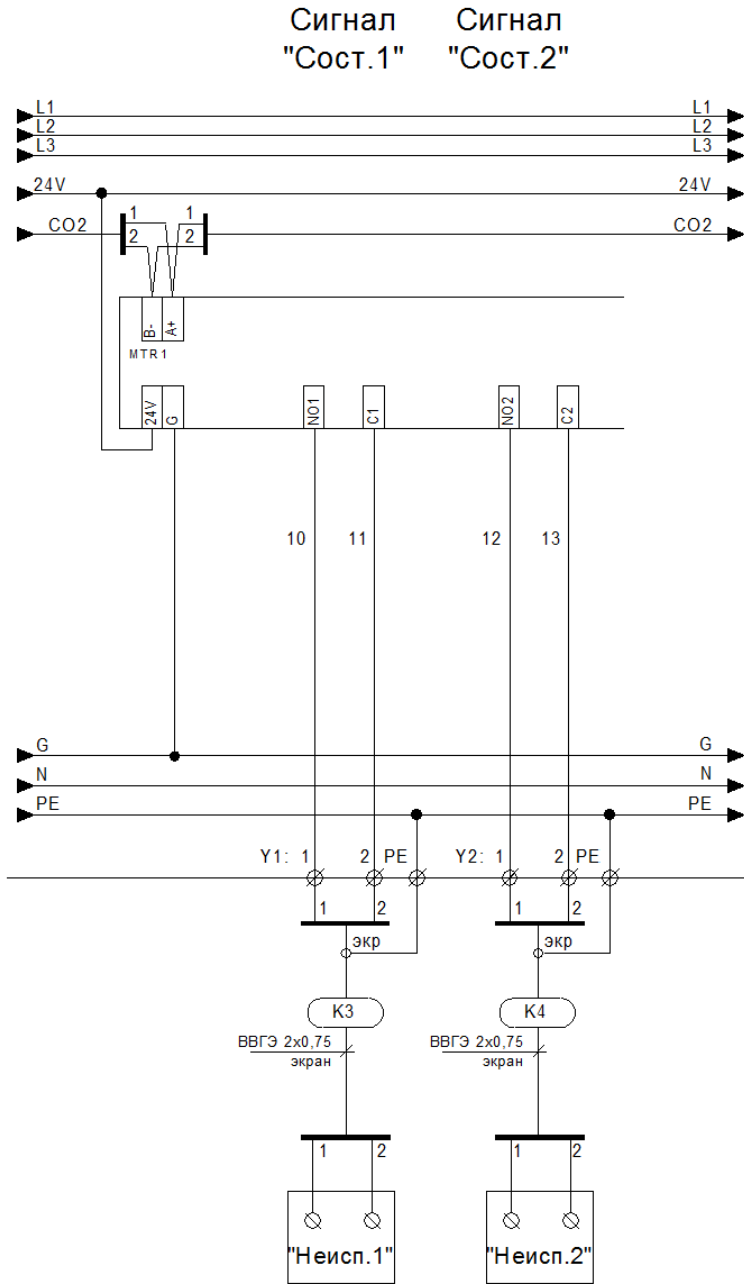 Сигнал Сигнал
"Сост.1" "Сост.2"
L1 L1
L2 L2
L3 L3
24V 24V
1 1
CO2 2 2 CO2
B- A+
MTR1
24V G NO1 C1 NO2 C2
10 11 12 13
G G
N N
PE PE
Y1: 1 2 PE Y2: 1 2 PE
1 2 1 2
экр экр
K3 K4
ВВГЭ 2x0,75 ВВГЭ 2x0,75
экран экран
1 2 1 2
"Неисп.1" "Неисп.2"